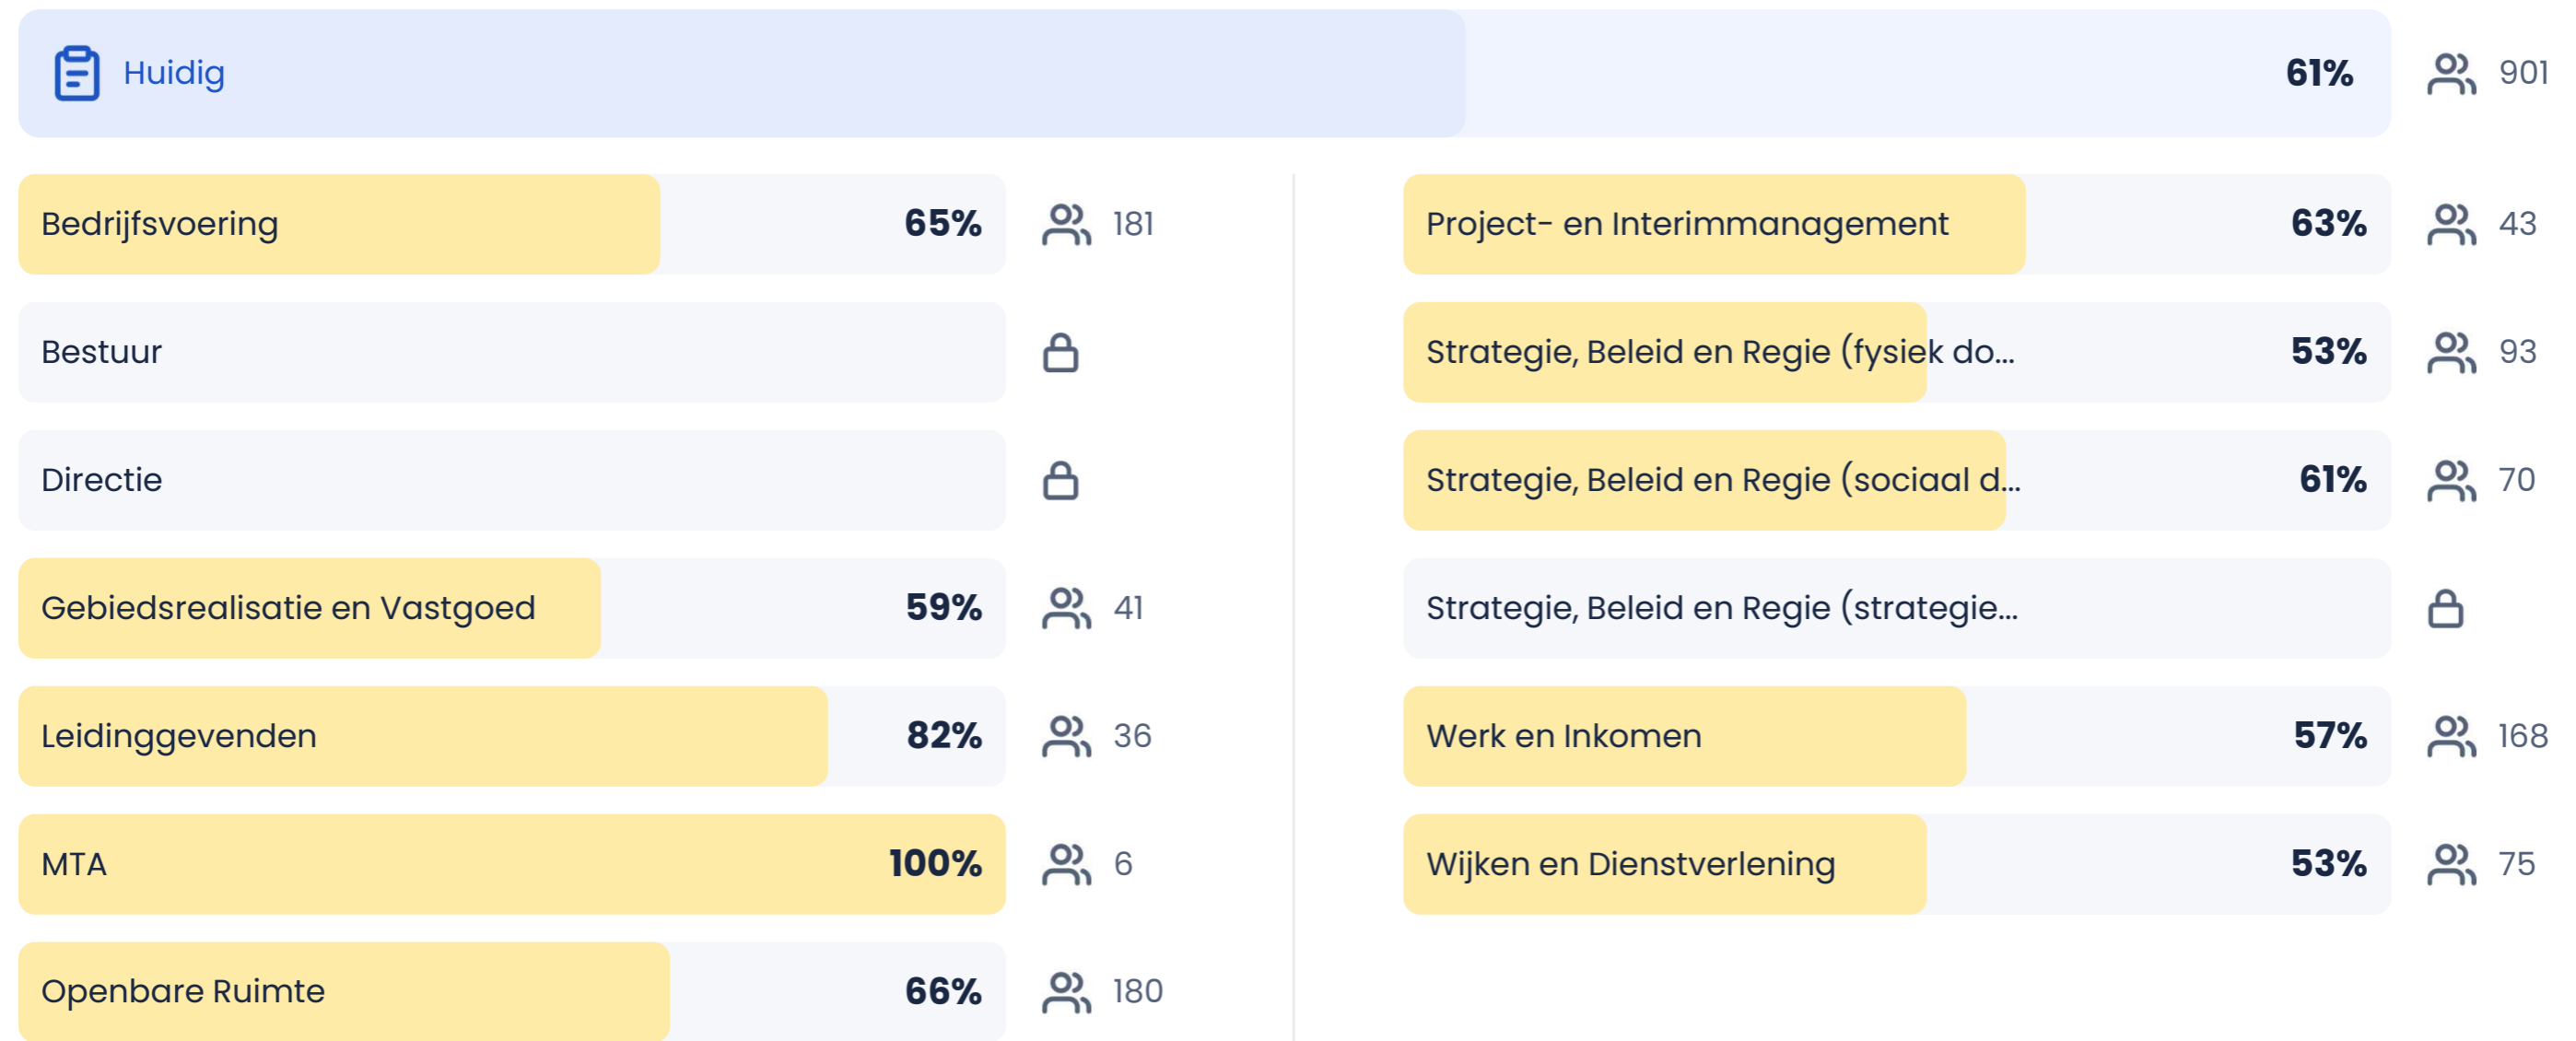 Huidig 61% 901
Bedrijfsvoering 65% 181
Bestuur
Directie
Gebiedsrealisatie en Vastgoed 59% 41
Leidinggevenden 82% 36
MTA 100% 6
Openbare Ruimte 66% 180
Project- en Interimmanagement 63% 43
Strategie, Beleid en Regie (fysiek do... 53% 93
Strategie, Beleid en Regie (sociaal d... 61% 70
Strategie, Beleid en Regie (strategie...
Werk en Inkomen 57% 168
Wijken en Dienstverlening 53% 75